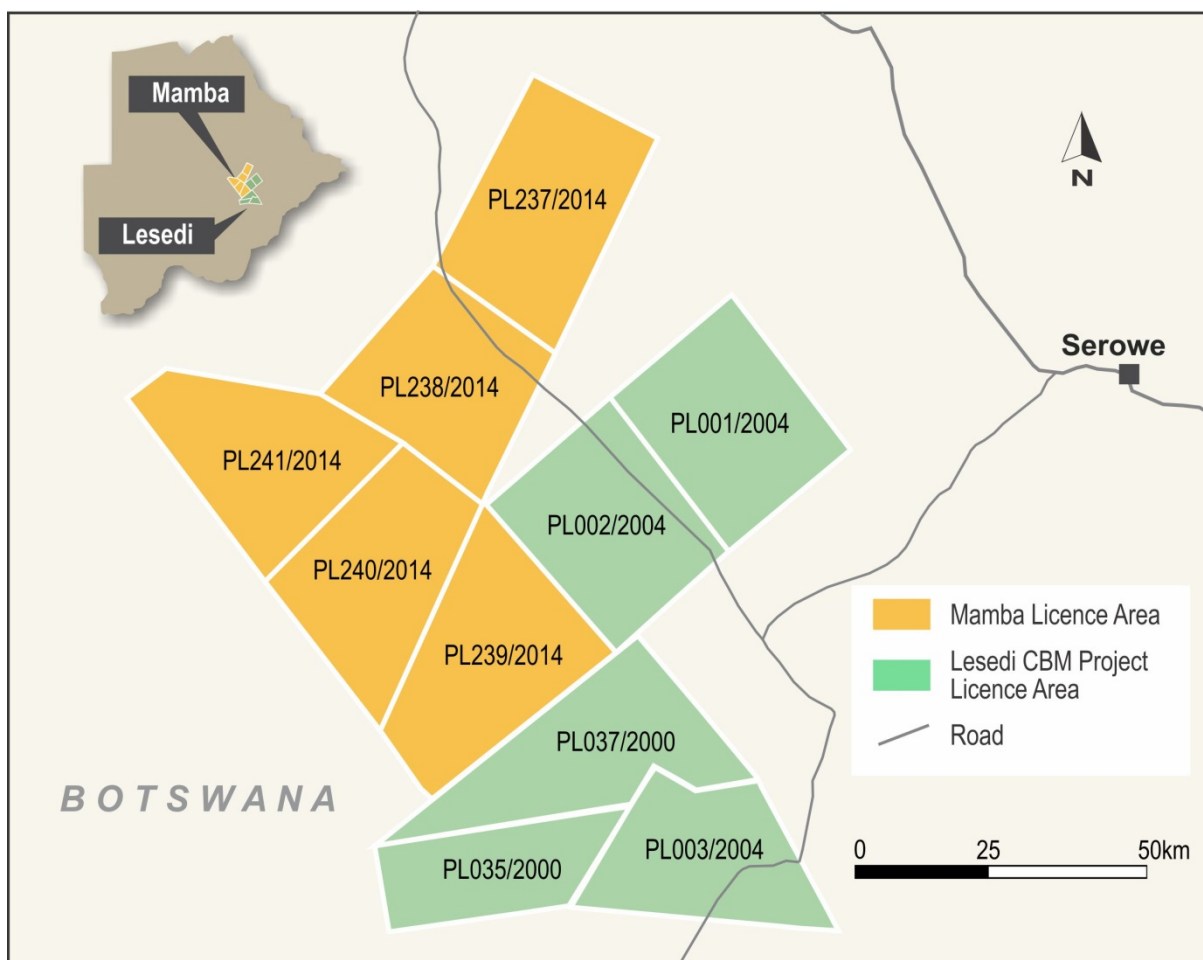 Mamba
Lesedi
N
PL237/2014
Serowe
PL238/2014
PL001/2004
PL241/2014
PL002/2004
PL240/2014
PL239/2014
Mamba Licence Area
Lesedi CBM Project
Licence Area
Road
PL037/2000
BOTSWANA
PL003/2004
PL035/2000
0 25 50km